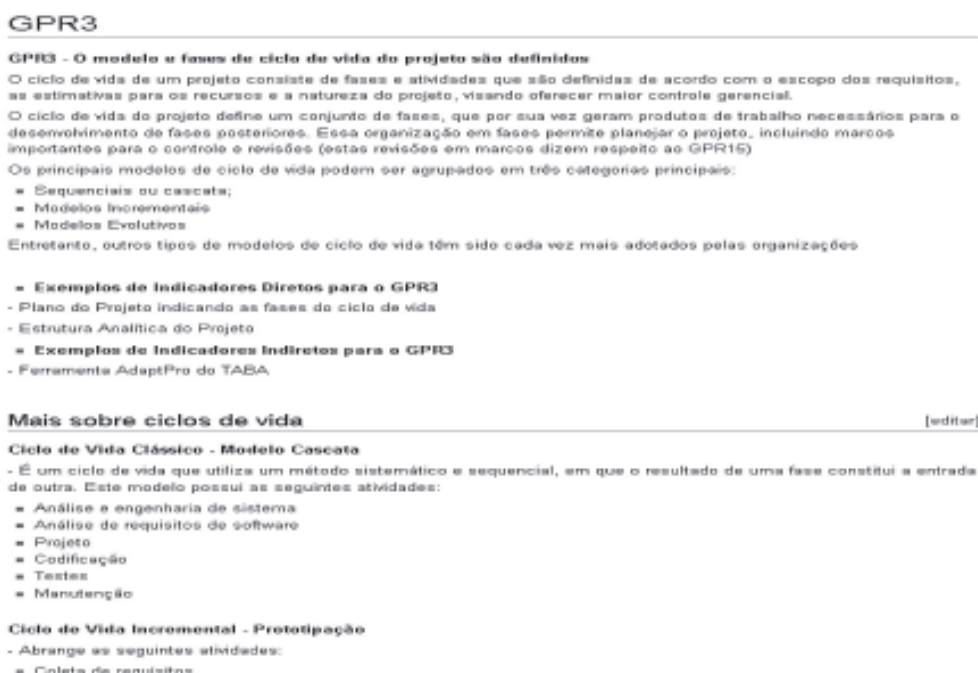 GPR3
GPR3 - O modelo e fases de ciclo de vida do projeto são definidos
O ciclo de vida de um projeto consiste de fases e atividades que são definidas de acordo com o escopo dos requisitos,
as estimativas para os recursos e a natureza do projeto, visando oferecer maior controle gerencial.
O ciclo de vida do projeto define um conjunto de fases, que por sua vez geram produtos de trabalho necessários para o
desenvolvimento de fases posteriores. Essa organização em fases permite planejar o projeto, incluindo marcos
importantes para o controle e revisões (estas revisões em marcos dizem respeito ao GPR15)
Os principais modelos de ciclo de vida podem ser agrupados em três categorias principais:
Sequenciais ou cascata;
Modelos Incrementais
Modelos Evolutivos
Entretanto, outros tipos de modelos de ciclo de vida têm sido cada vez mais adotados pelas organizações
Exemplos de Indicadores Diretos para o GPR3
- Plano do Projeto indicando as fases do ciclo de vida
- Estrutura Analítica do Projeto
Exemplos de Indicadores Indiretos para o GPR3
- Ferramenta AdaptPro do TABA
Mais sobre ciclos de vida [editar]
Ciclo de Vida Clássico - Modelo Cascata
- É um ciclo de vida que utiliza um método sistemático e sequencial, em que o resultado de uma fase constitui a entrada
de outra. Este modelo possui as seguintes atividades:
Análise e engenharia de sistema
Análise de requisitos de software
Projeto
Codificação
Testes
Manutenção
Ciclo de Vida Incremental - Prototipação
- Abrange as seguintes atividades:
Coleta de requisitos